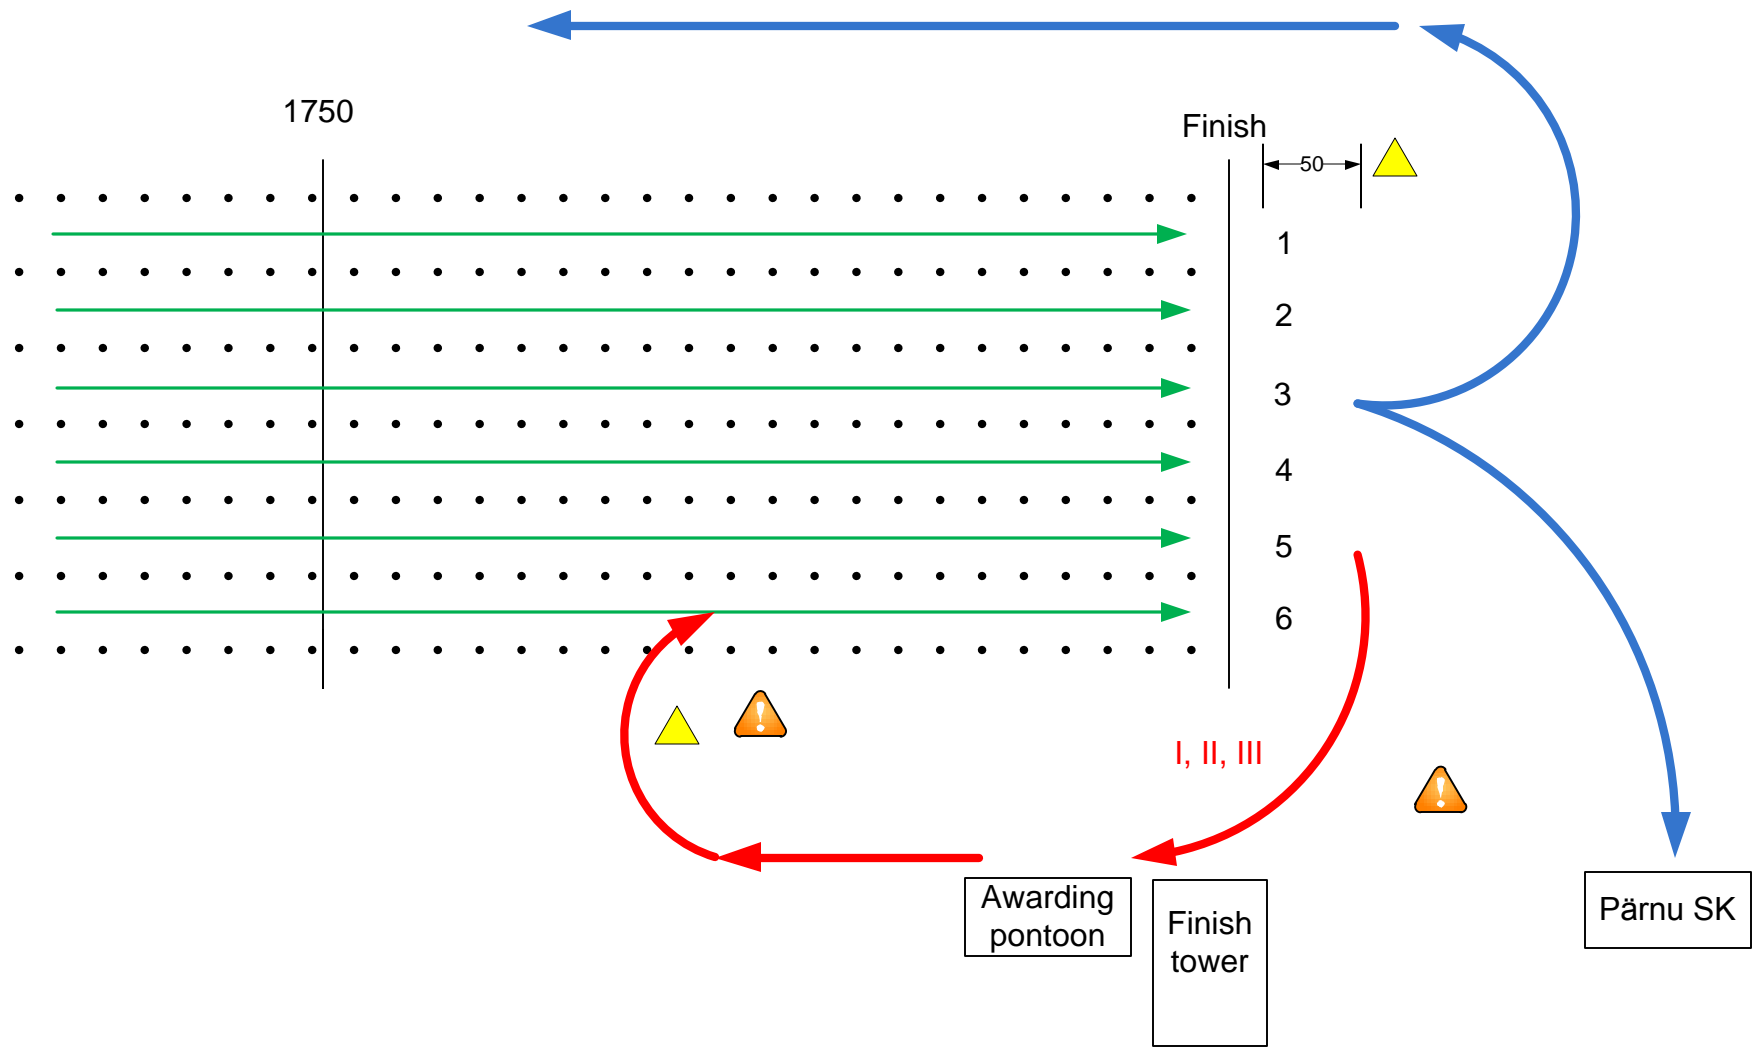 1750
Finish
50
1
2
3
4
5
6
I, II, III
Awarding
pontoon
Finish
tower
Pärnu SK